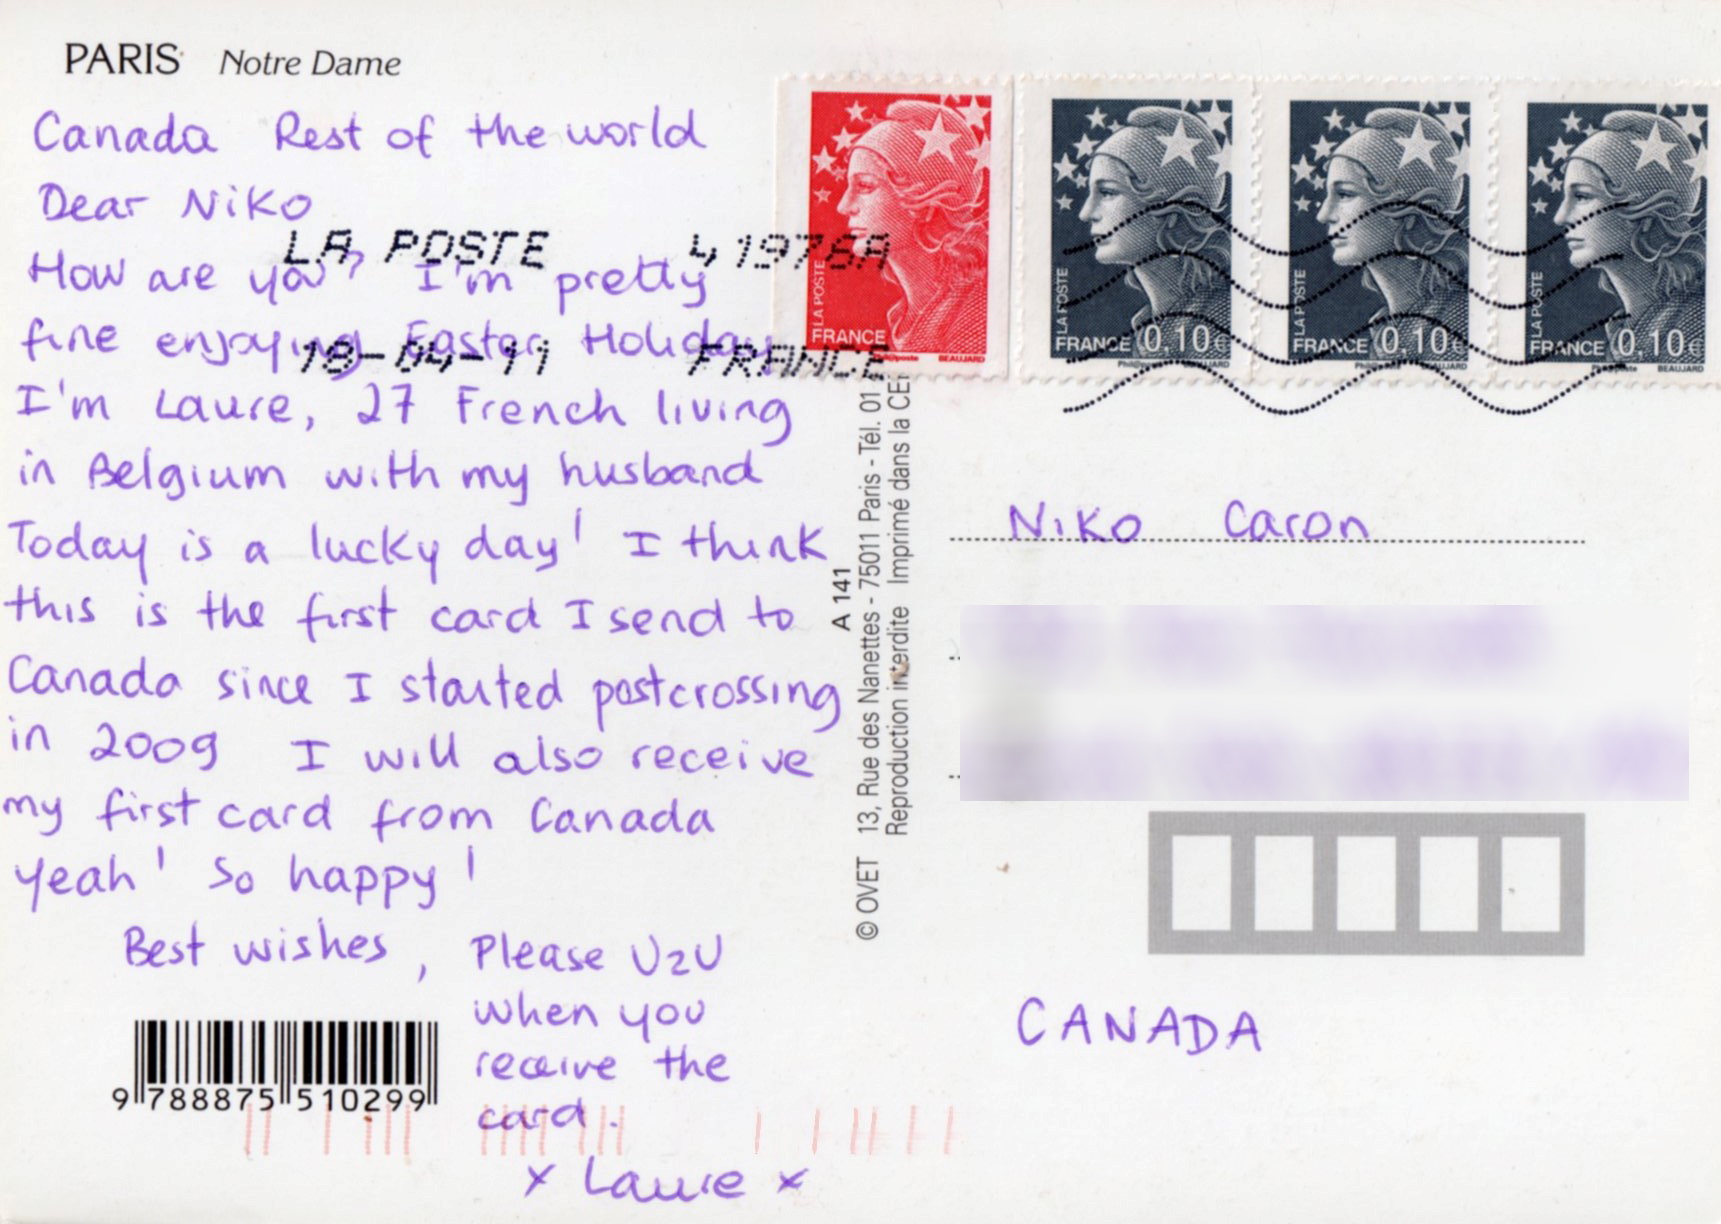 PARIS Notre Dame
Canada Rest of the world
Dear Niko
How are you? I'm pretty
fine enjoying Easter Holiday
I'm Laure, 27 French living
in Belgium with my husband
Today is a lucky day! I think
this is the first card I send to
Canada since I started postcrossing
in 2009 I will also receive
my first card from Canada
yeah! So happy!
Best wishes,
Please U2U
when you
receive the
card.
x Laure x
9 788875 510299
LA POSTE 41976A
18-04-11 FRANCE
LA POSTE
FRANCE
BEAUJARD
LA POSTE
FRANCE 0,10€
BEAUJARD
LA POSTE
FRANCE 0,10€
BEAUJARD
LA POSTE
FRANCE 0,10€
BEAUJARD
A 141
© OVET 13, Rue des Nanettes - 75011 Paris - Tél. 01
Reproduction interdite Imprimé dans la
Niko Caron
CANADA